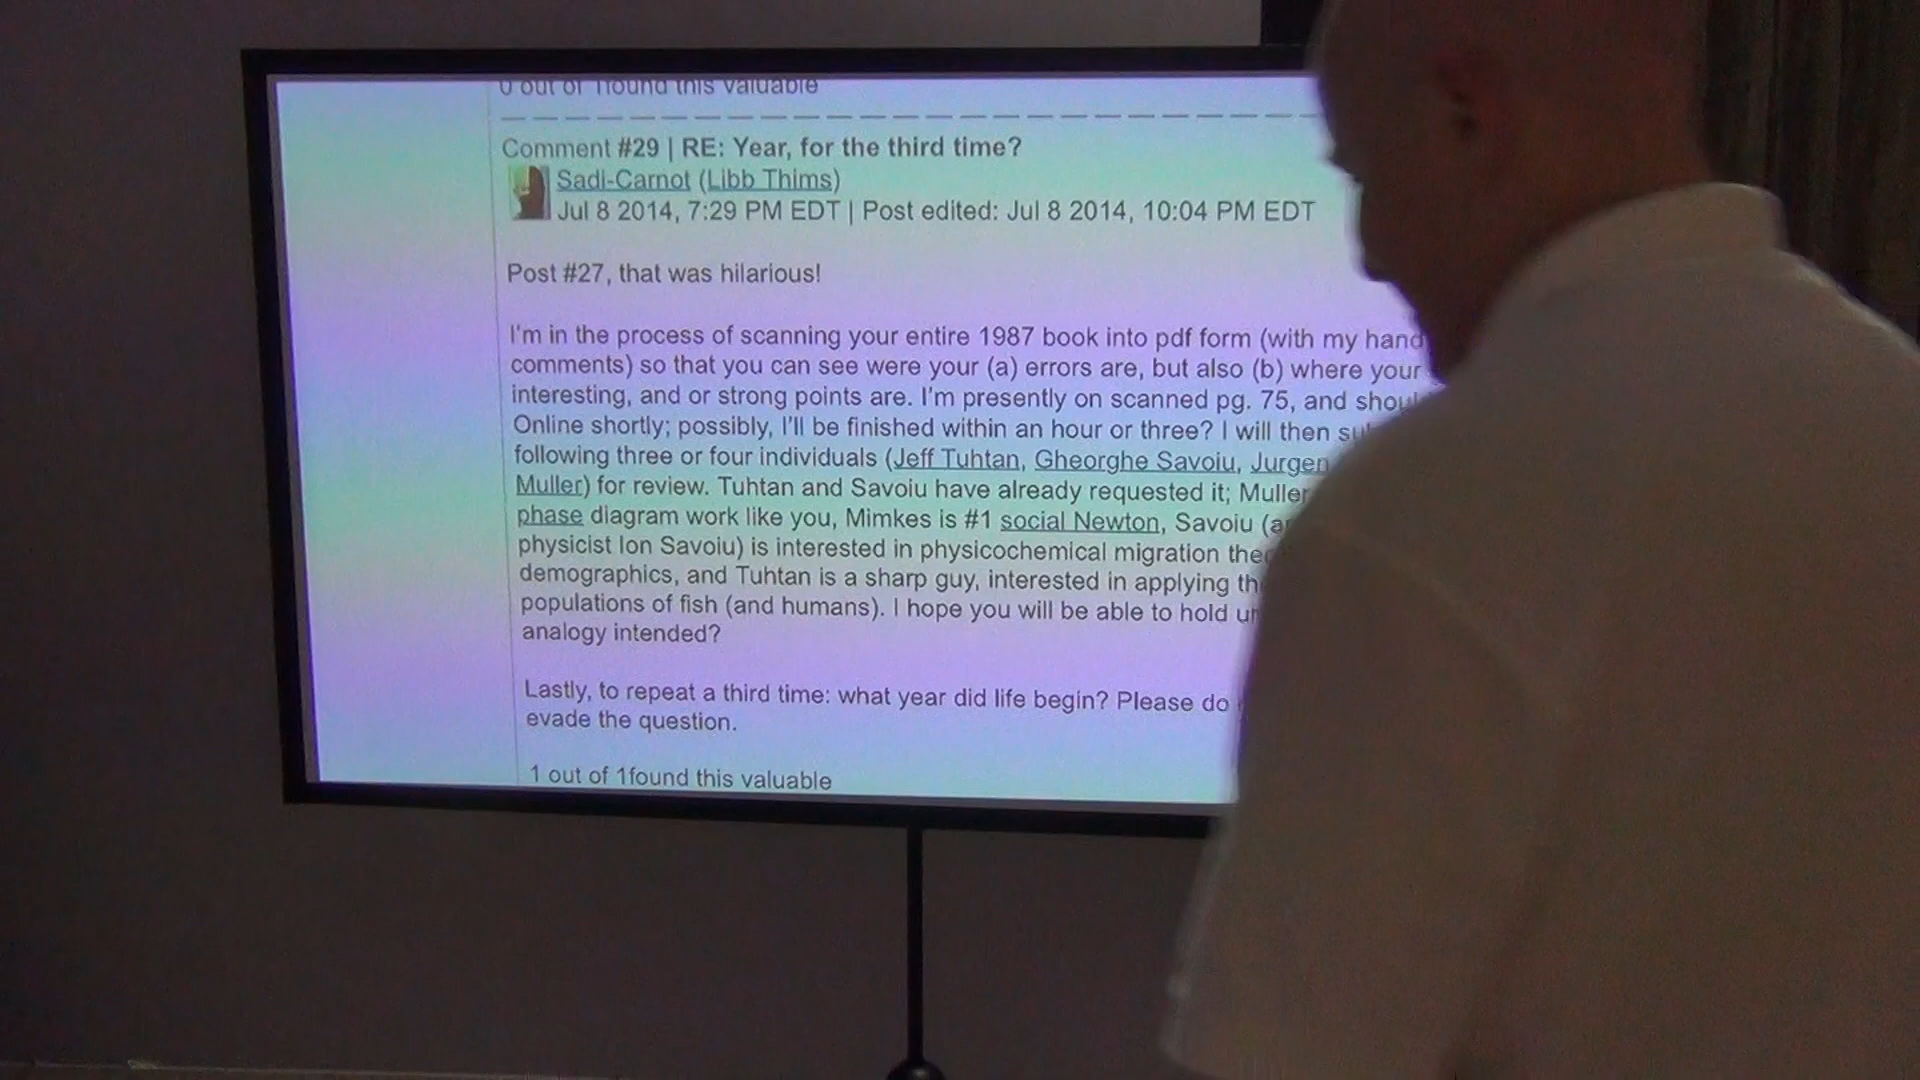 0 out of 1found this valuable
Comment #29 | RE: Year, for the third time?
Sadi-Carnot (Libb Thims)
Jul 8 2014, 7:29 PM EDT | Post edited: Jul 8 2014, 10:04 PM EDT
Post #27, that was hilarious!
I'm in the process of scanning your entire 1987 book into pdf form (with my hand
comments) so that you can see were your (a) errors are, but also (b) where your
interesting, and or strong points are. I'm presently on scanned pg. 75, and
Online shortly; possibly, I'll be finished within an hour or three? I will then
following three or four individuals (Jeff Tuhtan, Gheorghe Savoiu, Jurgen
Muller) for review. Tuhtan and Savoiu have already requested it; Muller
phase diagram work like you, Mimkes is #1 social Newton, Savoiu
physicist Ion Savoiu) is interested in physicochemical migration
demographics, and Tuhtan is a sharp guy, interested in applying
populations of fish (and humans). I hope you will be able to hold
analogy intended?
Lastly, to repeat a third time: what year did life begin? Please do
evade the question.
1 out of 1found this valuable